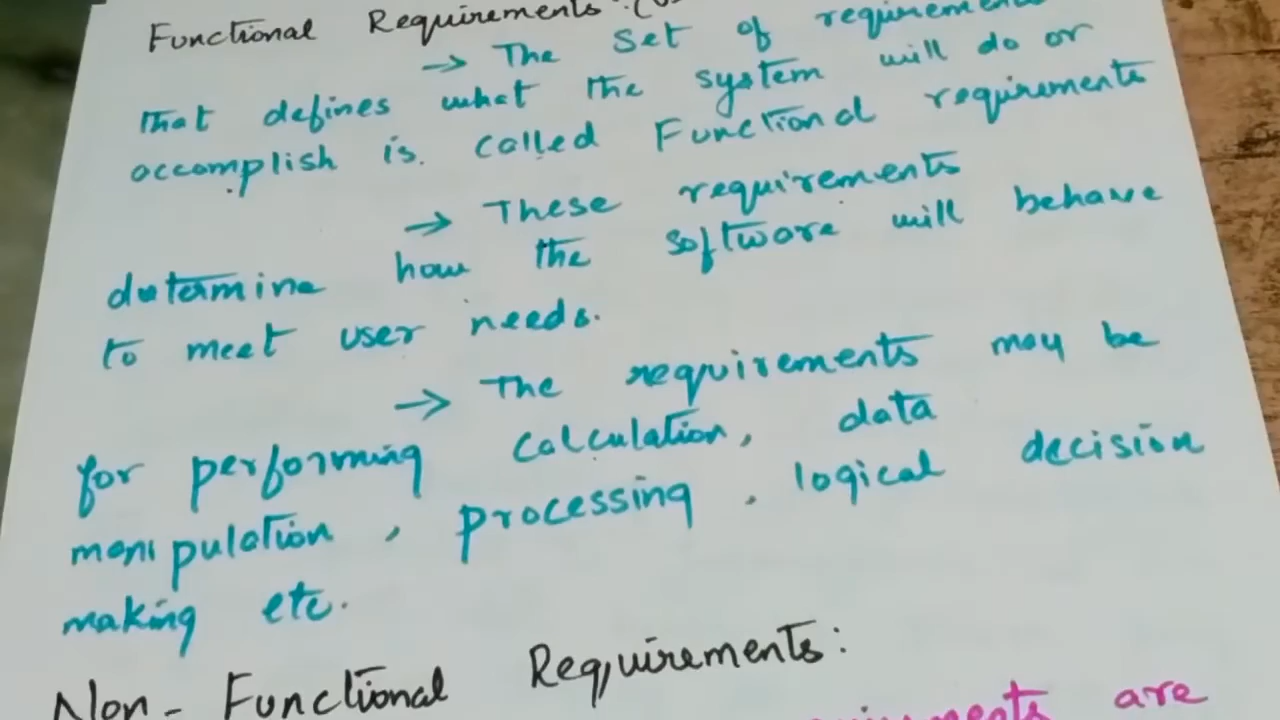 Functional Requirements:
→ The set of requirements
that defines what the system will do or
accomplish is. called Functional requirements
→ These requirements
determine how the software will behave
to meet user needs.
→ The requirements may be
for performing calculation, data
manipulation, processing, logical decision
making etc.
Non-Functional Requirements:
are